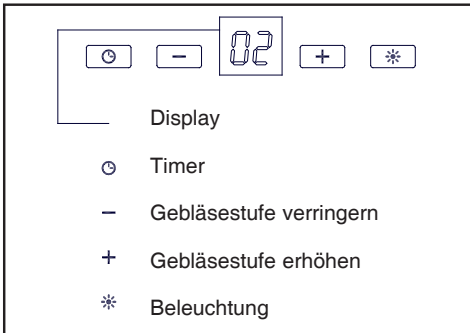 02
Display
Timer
– Gebläsestufe verringern
+ Gebläsestufe erhöhen
Beleuchtung